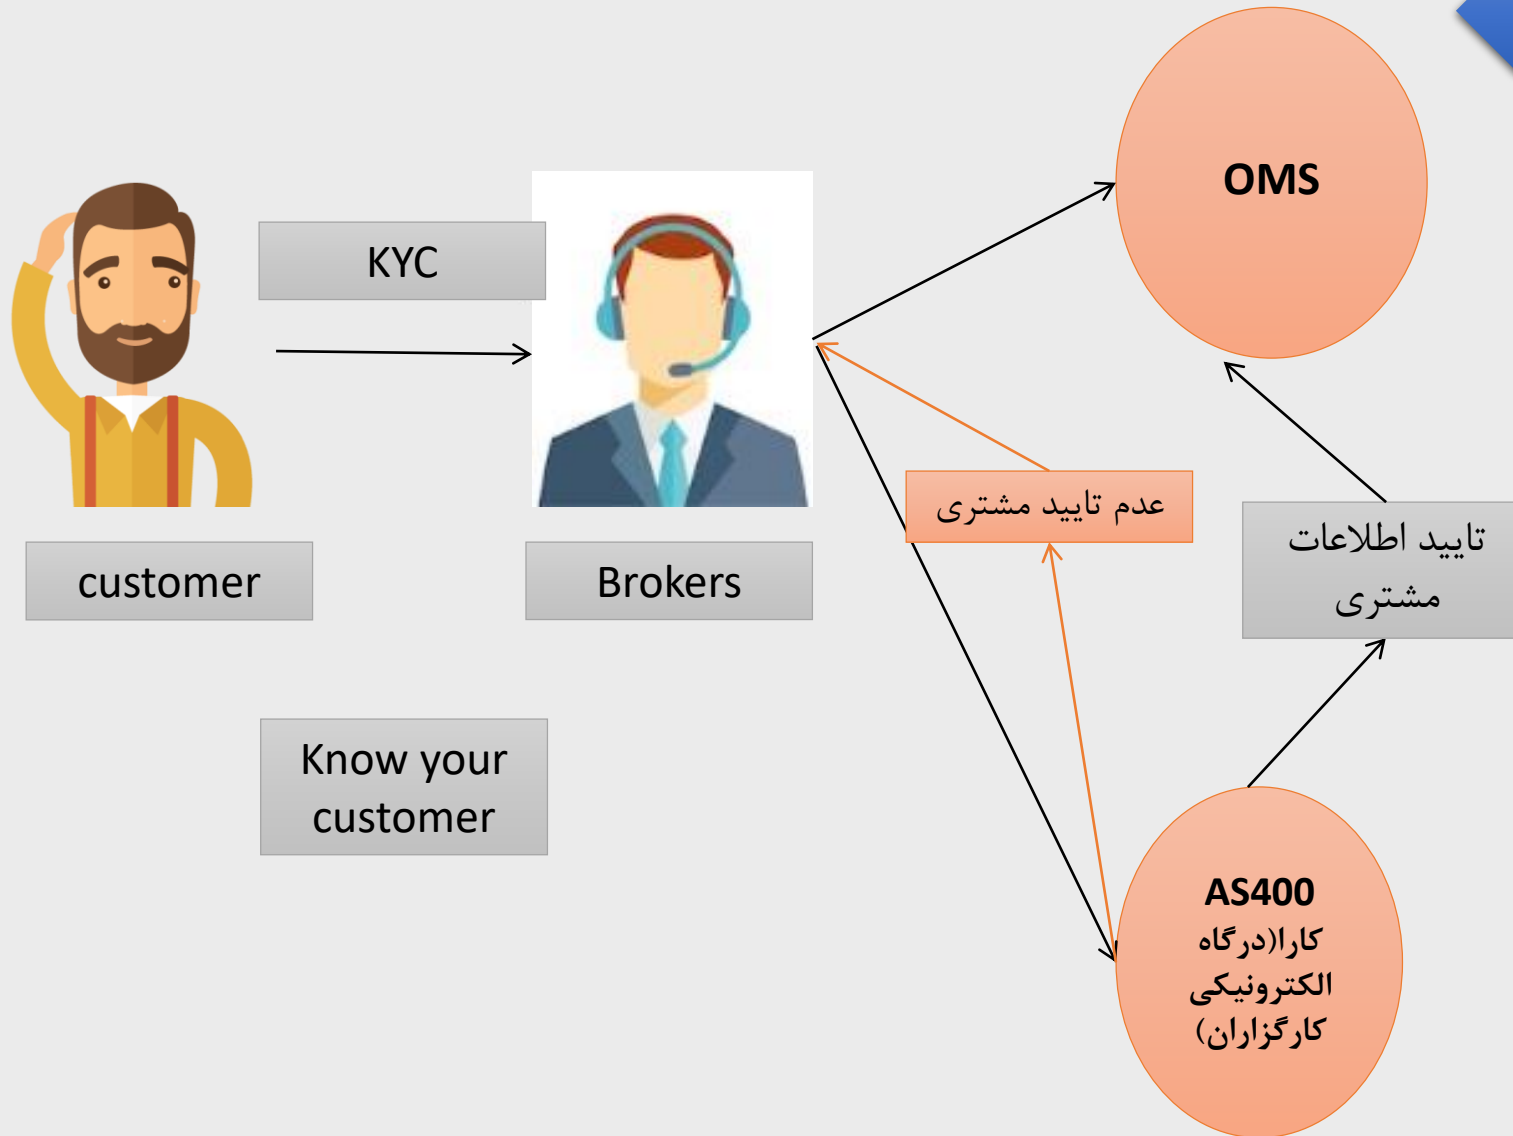 OMS
KYC
عدم تایید مشتری
تایید اطلاعات
مشتری
customer
Brokers
Know your
customer
AS400
کارا(درگاه
الکترونیکی
کارگزاران)